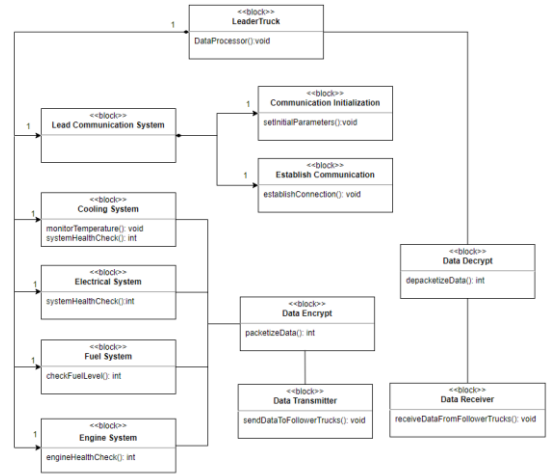 <<block>>
LeaderTruck
DataProcessor():void
1
<<block>>
Lead Communication System
1
<<block>>
Communication Initialization
setInitialParameters():void
1
<<block>>
Establish Communication
establishConnection(): void
1
<<block>>
Cooling System
monitorTemperature(): void
systemHealthCheck(): int
1
<<block>>
Electrical System
systemHealthCheck():int
1
<<block>>
Fuel System
checkFuelLevel(): int
1
<<block>>
Engine System
engineHealthCheck(): int
1
<<block>>
Data Encrypt
packetizeData(): int
<<block>>
Data Transmitter
sendDataToFollowerTrucks(): void
<<block>>
Data Decrypt
depacketizeData(): int
<<block>>
Data Receiver
receiveDataFromFollowerTrucks(): void